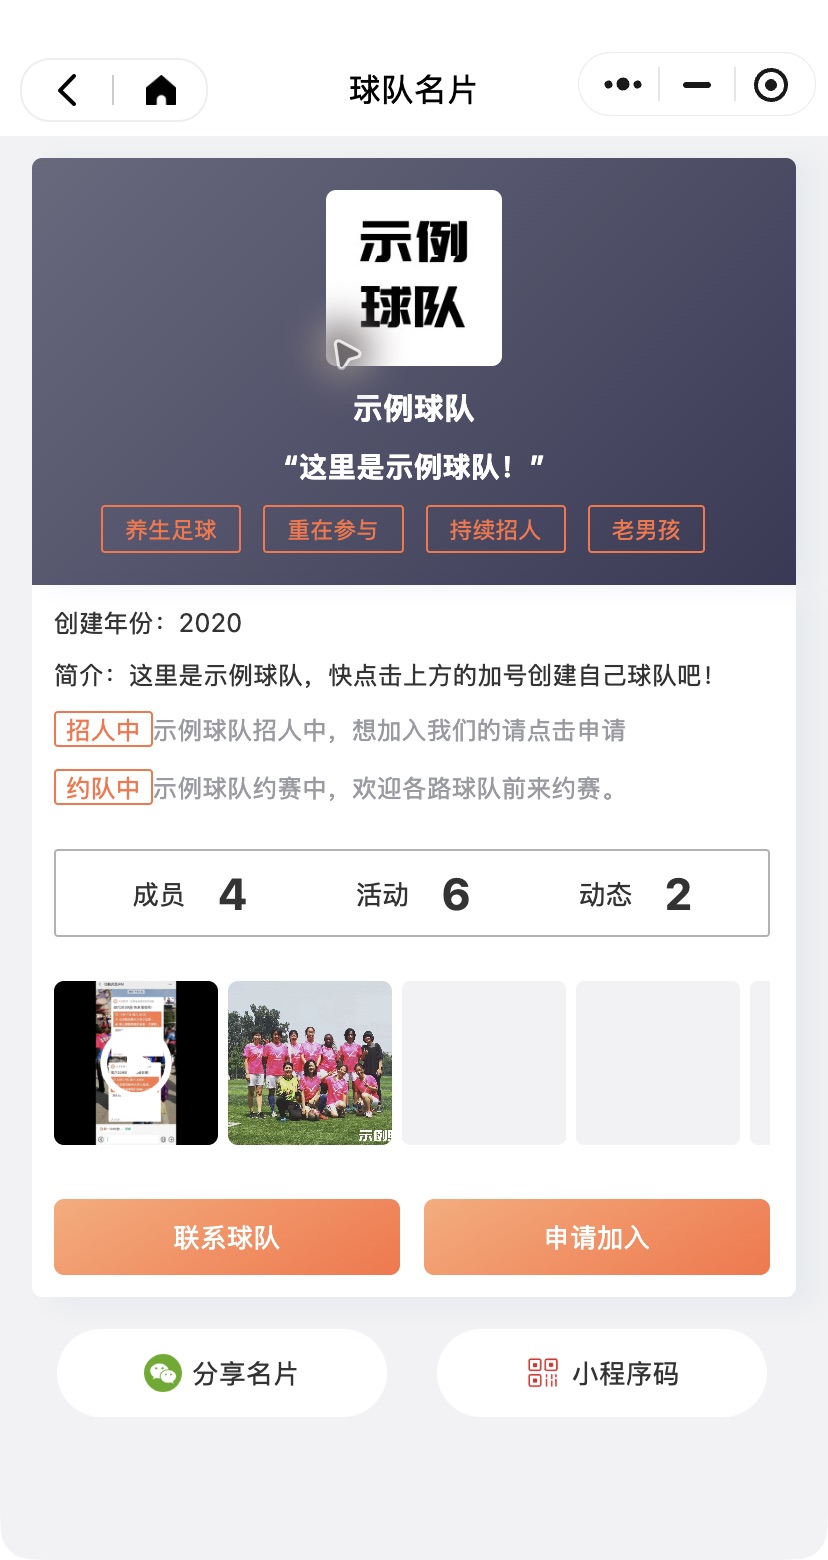 球队名片
示例
球队
示例球队
“这里是示例球队！”
养生足球 重在参与 持续招人 老男孩
创建年份：2020
简介：这里是示例球队，快点击上方的加号创建自己球队吧！
招人中 示例球队招人中，想加入我们的请点击申请
约队中 示例球队约赛中，欢迎各路球队前来约赛。
成员 4 活动 6 动态 2
示例
联系球队 申请加入
分享名片 小程序码